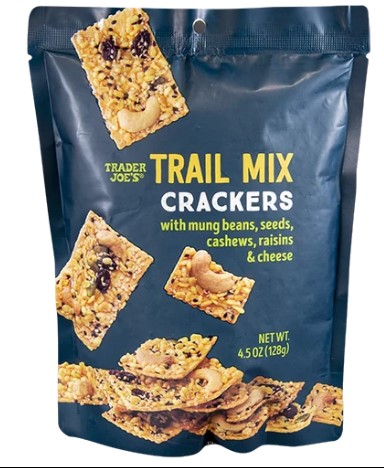 TRADER
JOE'S®
TRAIL MIX
CRACKERS
with mung beans, seeds,
cashews, raisins
& cheese
NET WT.
4.5 OZ (128g)